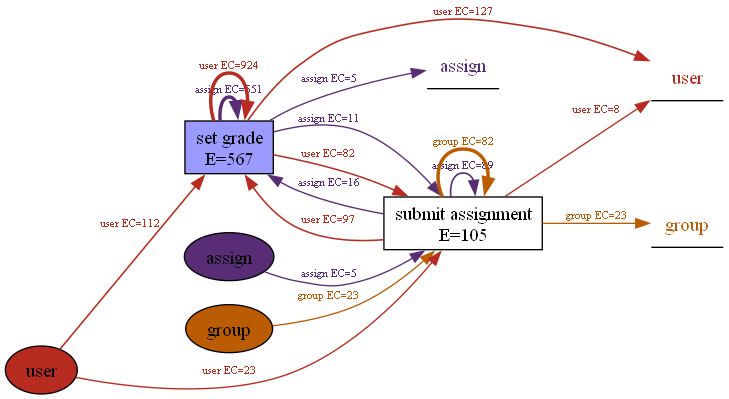 user EC=127
user EC=924
assign EC=5
assign
user
assign EC=551
assign EC=11
user EC=8
set grade
E=567
group EC=82
user EC=82
assign EC=89
assign EC=16
submit assignment
E=105
user EC=97
group EC=23
group
user EC=112
assign
assign EC=5
group EC=23
group
user
user EC=23